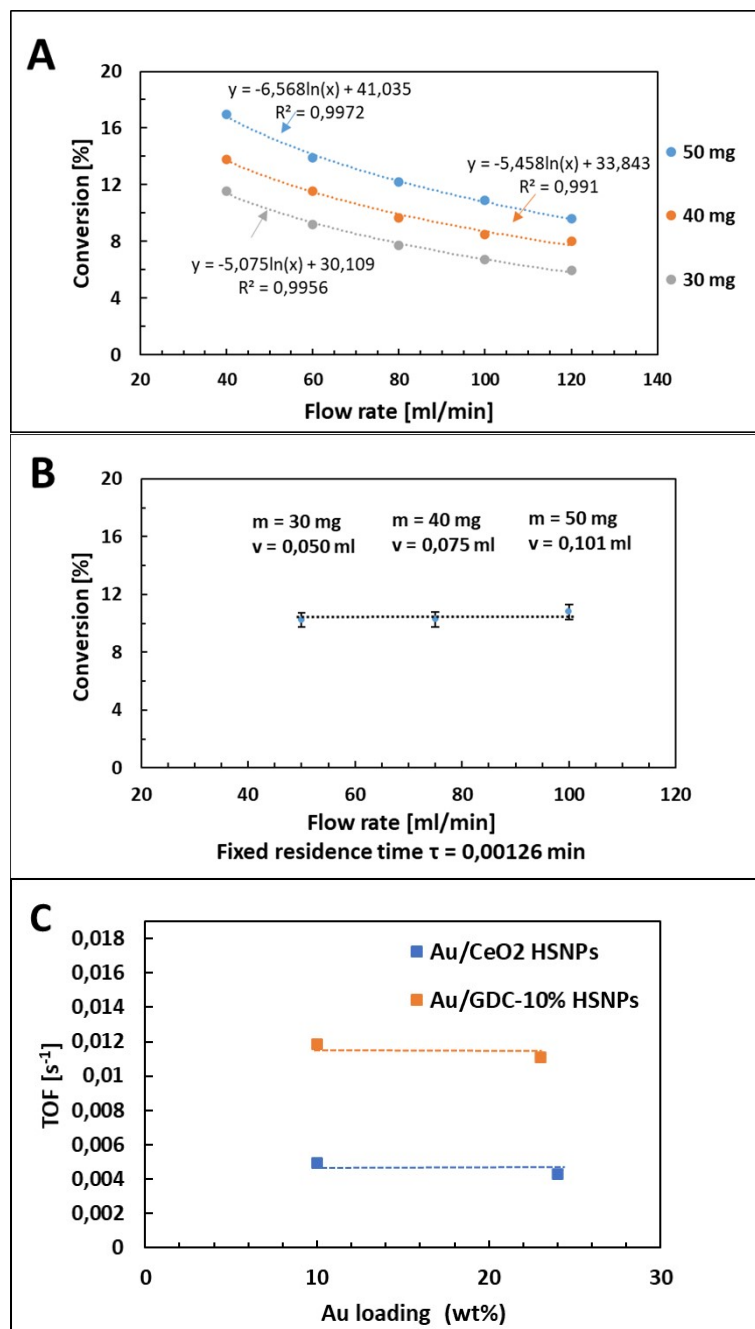 A
20
16
12
8
4
0
Conversion [%]
y = -6,568ln(x) + 41,035
R² = 0,9972
y = -5,458ln(x) + 33,843
R² = 0,991
y = -5,075ln(x) + 30,109
R² = 0,9956
50 mg
40 mg
30 mg
20 40 60 80 100 120 140
Flow rate [ml/min]
B
20
16
12
8
4
0
Conversion [%]
m = 30 mg
v = 0,050 ml
m = 40 mg
v = 0,075 ml
m = 50 mg
v = 0,101 ml
20 40 60 80 100 120
Flow rate [ml/min]
Fixed residence time τ = 0,00126 min
C
0,018
0,016
0,014
0,012
0,01
0,008
0,006
0,004
0,002
0
TOF [s⁻¹]
Au/CeO2 HSNPs
Au/GDC-10% HSNPs
0 10 20 30
Au loading (wt%)